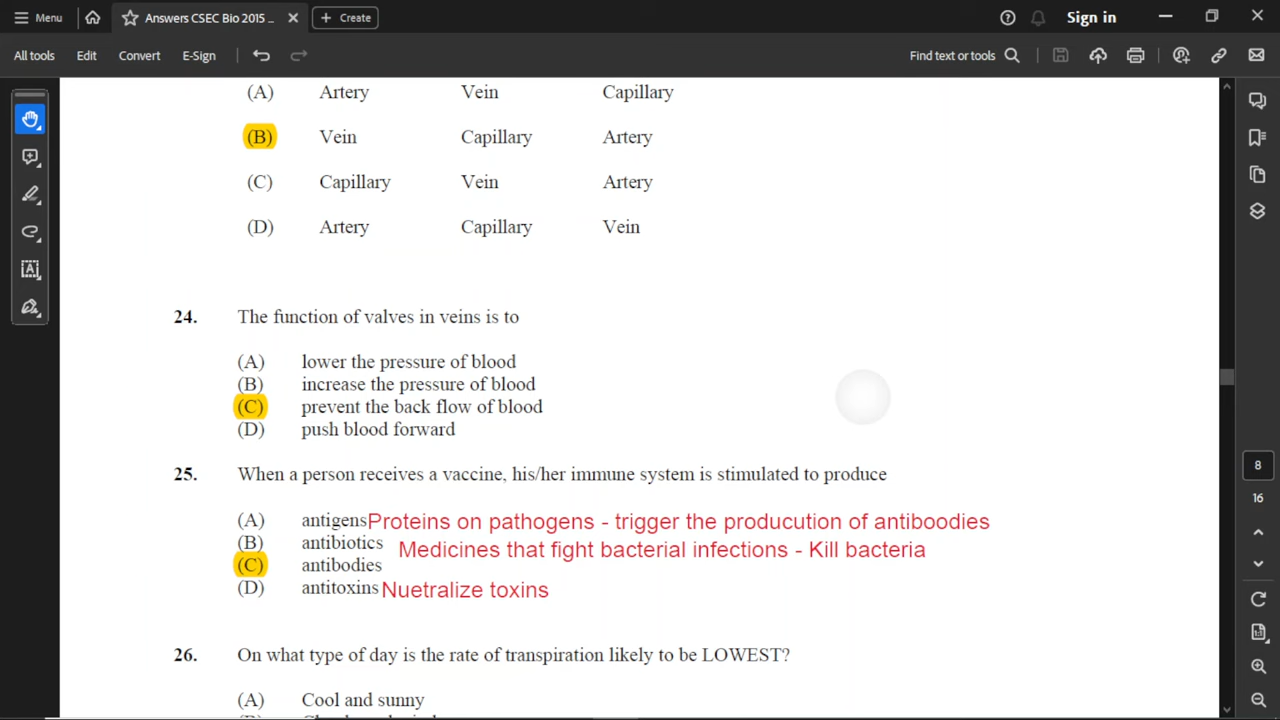 Menu
Answers CSEC Bio 2015 ...
Create
Sign in
All tools
Edit
Convert
E-Sign
Find text or tools
(A) Artery Vein Capillary
(B) Vein Capillary Artery
(C) Capillary Vein Artery
(D) Artery Capillary Vein
24. The function of valves in veins is to
(A) lower the pressure of blood
(B) increase the pressure of blood
(C) prevent the back flow of blood
(D) push blood forward
25. When a person receives a vaccine, his/her immune system is stimulated to produce
(A) antigens Proteins on pathogens - trigger the producution of antiboodies
(B) antibiotics Medicines that fight bacterial infections - Kill bacteria
(C) antibodies
(D) antitoxins Nuetralize toxins
26. On what type of day is the rate of transpiration likely to be LOWEST?
(A) Cool and sunny
8
16